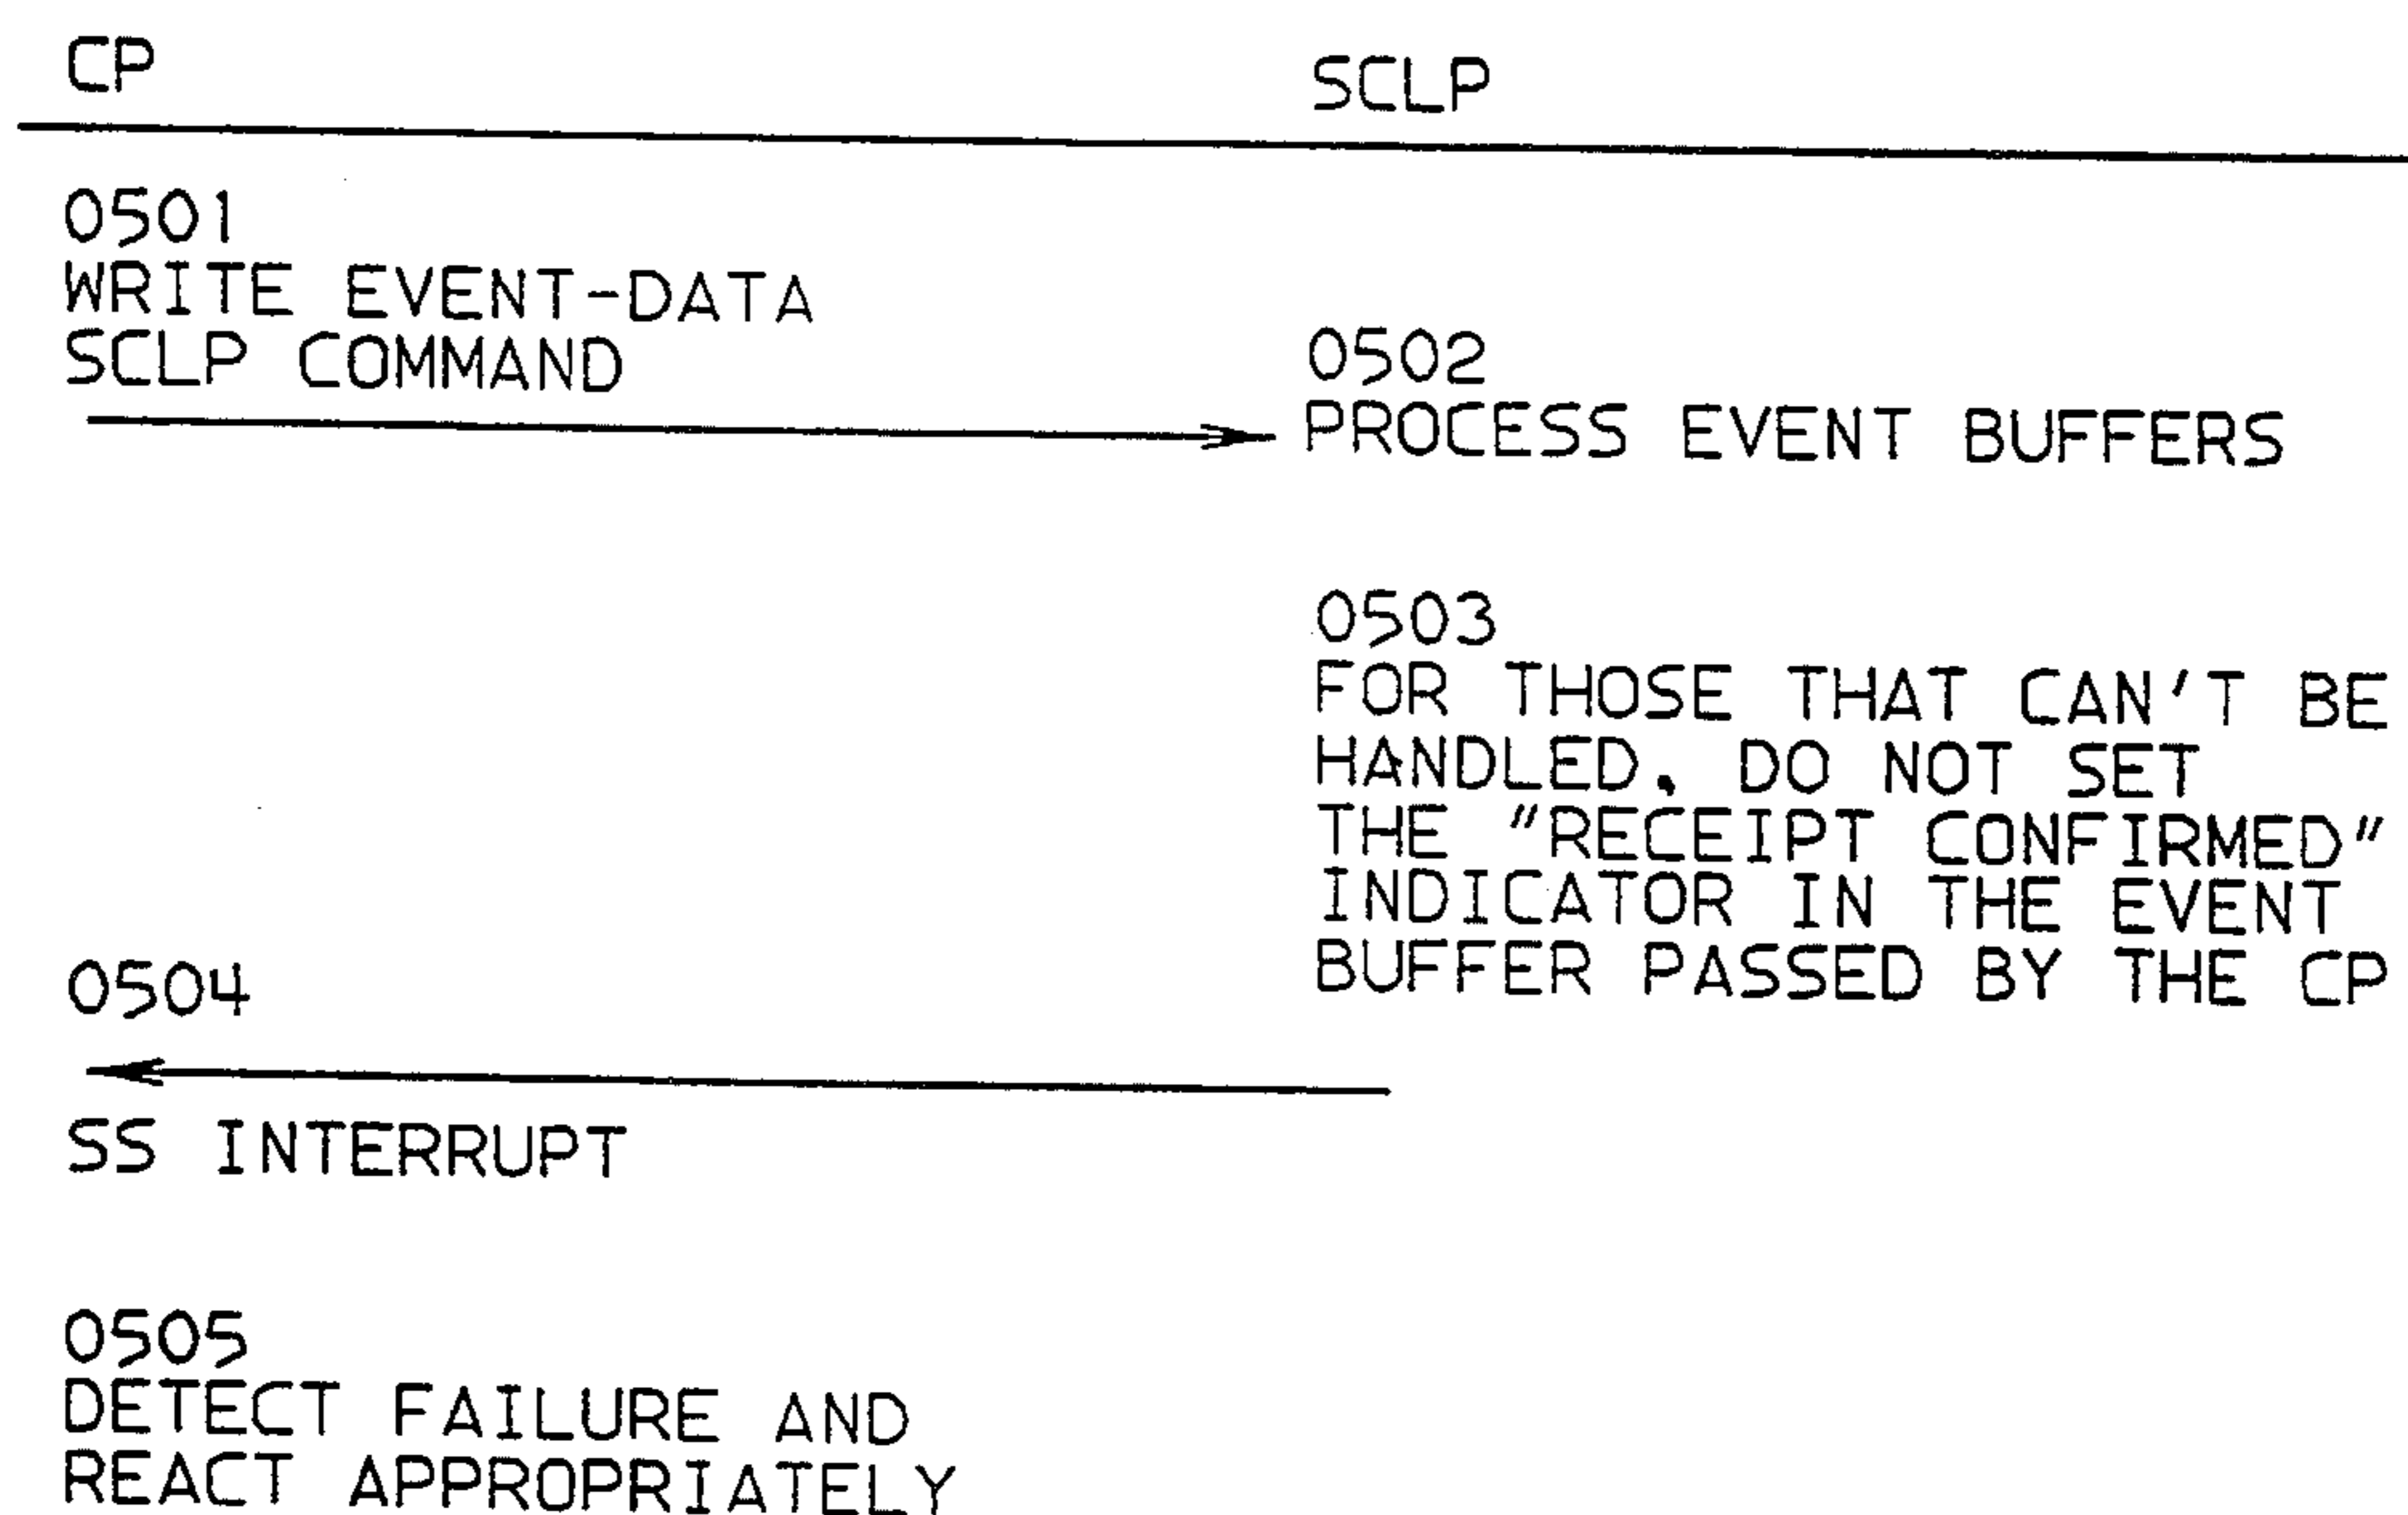 CP
SCLP
0501
WRITE EVENT-DATA
SCLP COMMAND
0502
PROCESS EVENT BUFFERS
0503
FOR THOSE THAT CAN'T BE
HANDLED, DO NOT SET
THE "RECEIPT CONFIRMED"
INDICATOR IN THE EVENT
BUFFER PASSED BY THE CP
0504
SS INTERRUPT
0505
DETECT FAILURE AND
REACT APPROPRIATELY